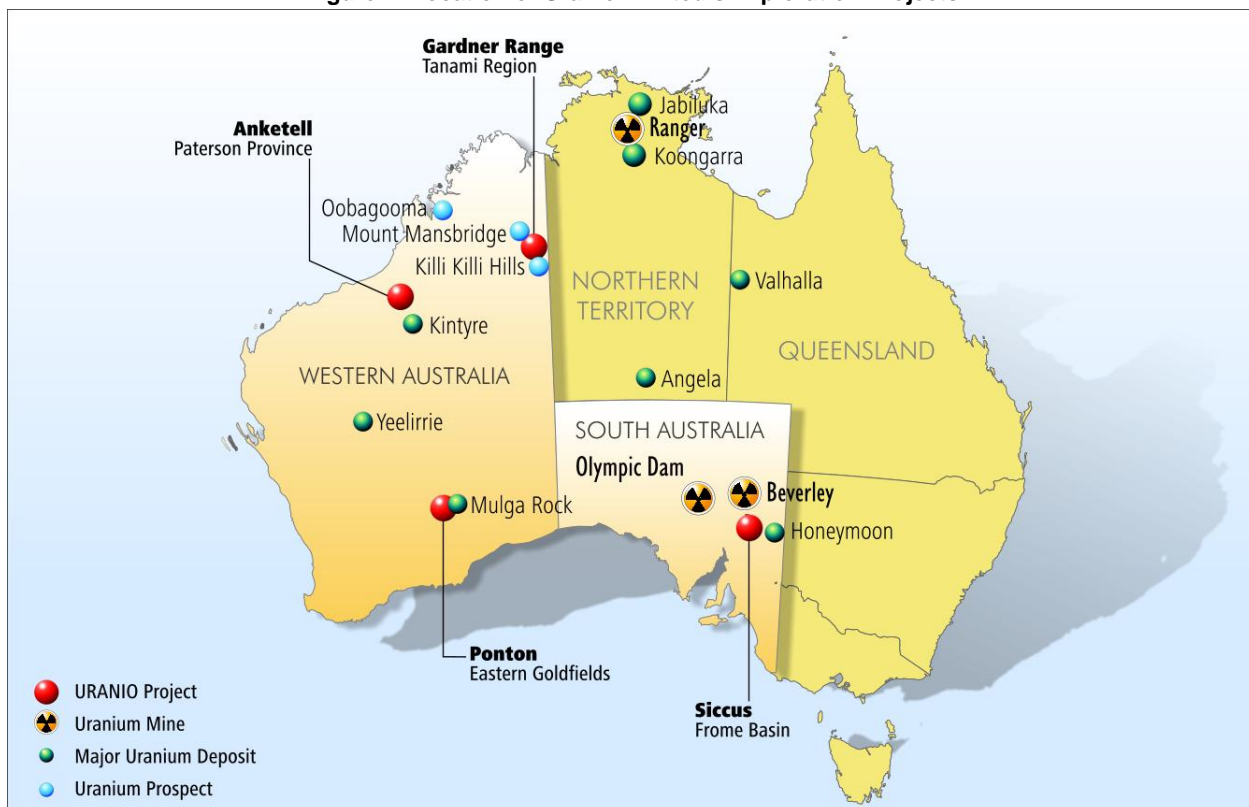 Gardner Range
Tanami Region
Anketell
Paterson Province
Jabiluka
Ranger
Koongarra
Oobagooma
Mount Mansbridge
Killi Killi Hills
NORTHERN
TERRITORY
Valhalla
Kintyre
QUEENSLAND
WESTERN AUSTRALIA
Angela
Yeelirrie
SOUTH AUSTRALIA
Olympic Dam
Beverley
Mulga Rock
Honeymoon
Ponton
Eastern Goldfields
Siccus
Frome Basin
URANIO Project
Uranium Mine
Major Uranium Deposit
Uranium Prospect